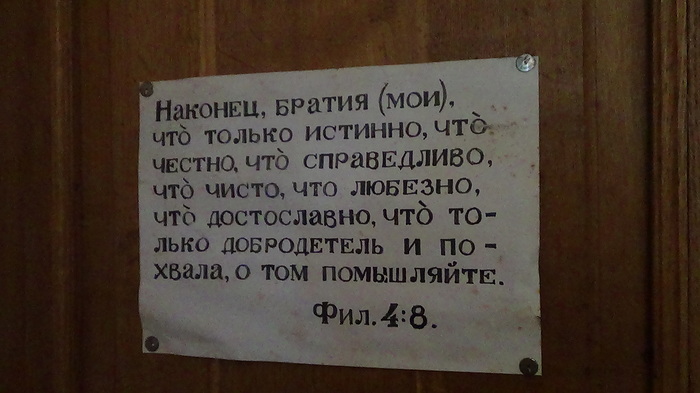 Наконец, братия (мои),
что̀ только истинно, что̀
честно, что̀ справедливо,
что̀ чисто, что любезно,
что̀ достославно, что̀ то-
лько добродетель и по-
хвала, о том помышляйте.
Фил. 4:8.